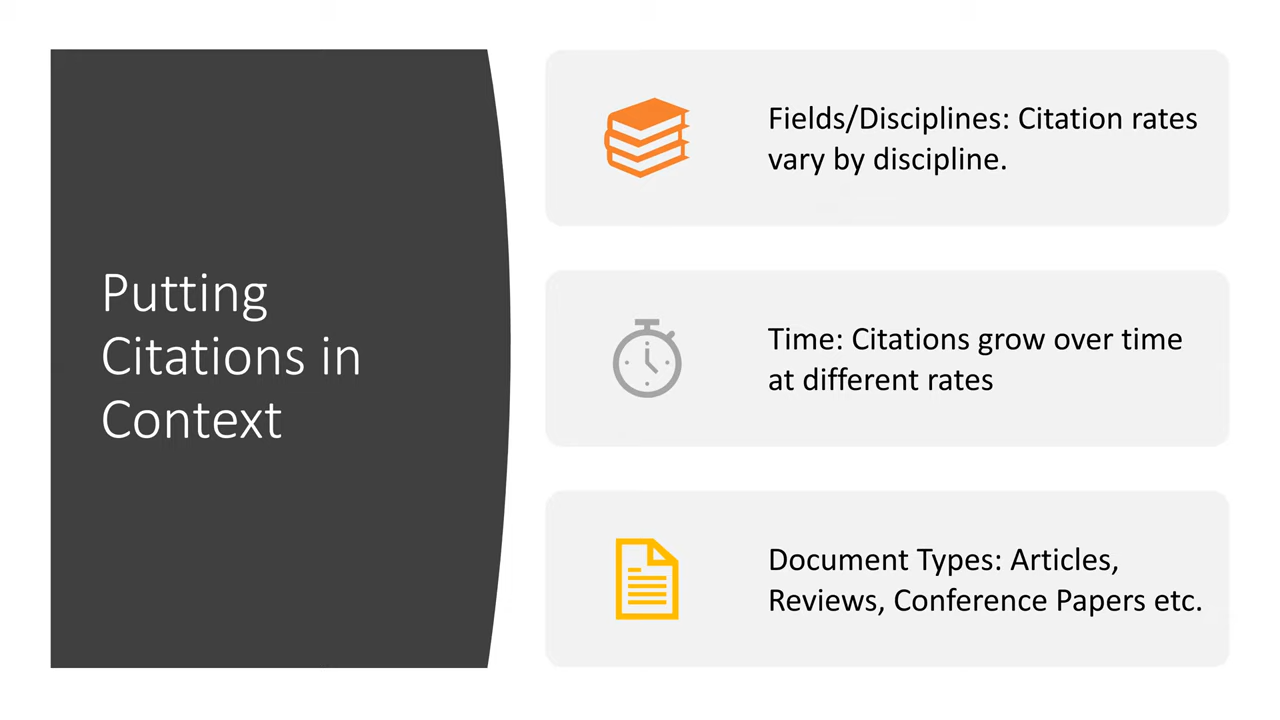 Putting
Citations in
Context
Fields/Disciplines: Citation rates
vary by discipline.
Time: Citations grow over time
at different rates
Document Types: Articles,
Reviews, Conference Papers etc.